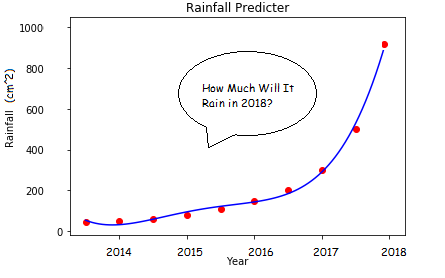 Rainfall Predicter
1000
800
600
400
200
0
Rainfall (cm^2)
How Much Will It
Rain in 2018?
2014
2015
2016
2017
2018
Year